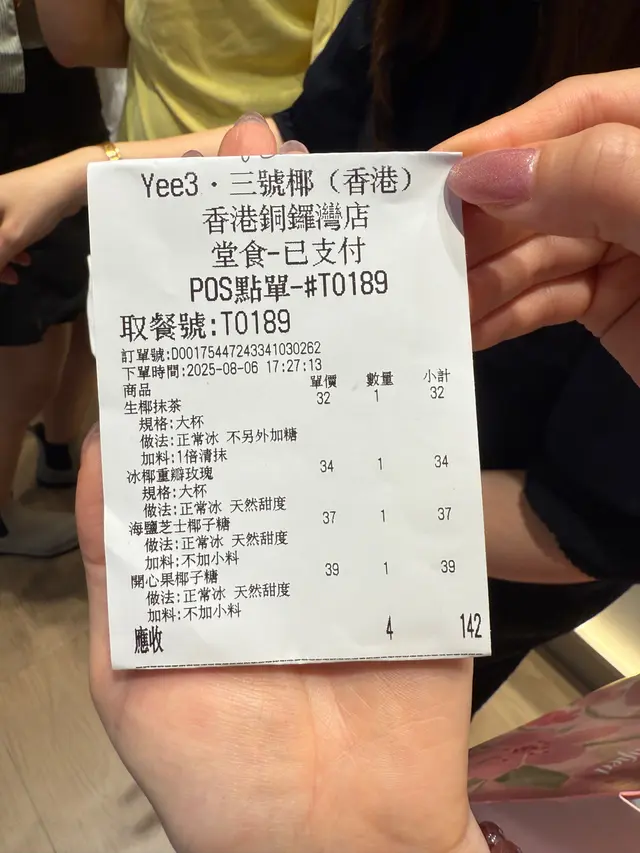 Yee3·三號椰（香港）
香港銅鑼灣店
堂食-已支付
POS點單-#T0189
取餐號:T0189
訂單號:D00175447243341030262
下單時間:2025-08-06 17:27:13
商品 單價 數量 小計
生椰抹茶 32 1 32
規格:大杯
做法:正常冰 不另外加糖
加料:1倍清抹
冰椰重瓣玫瑰 34 1 34
規格:大杯
做法:正常冰 天然甜度
海鹽芝士椰子糖 37 1 37
做法:正常冰 天然甜度
加料:不加小料
開心果椰子糖 39 1 39
做法:正常冰 天然甜度
加料:不加小料
應收 4 142